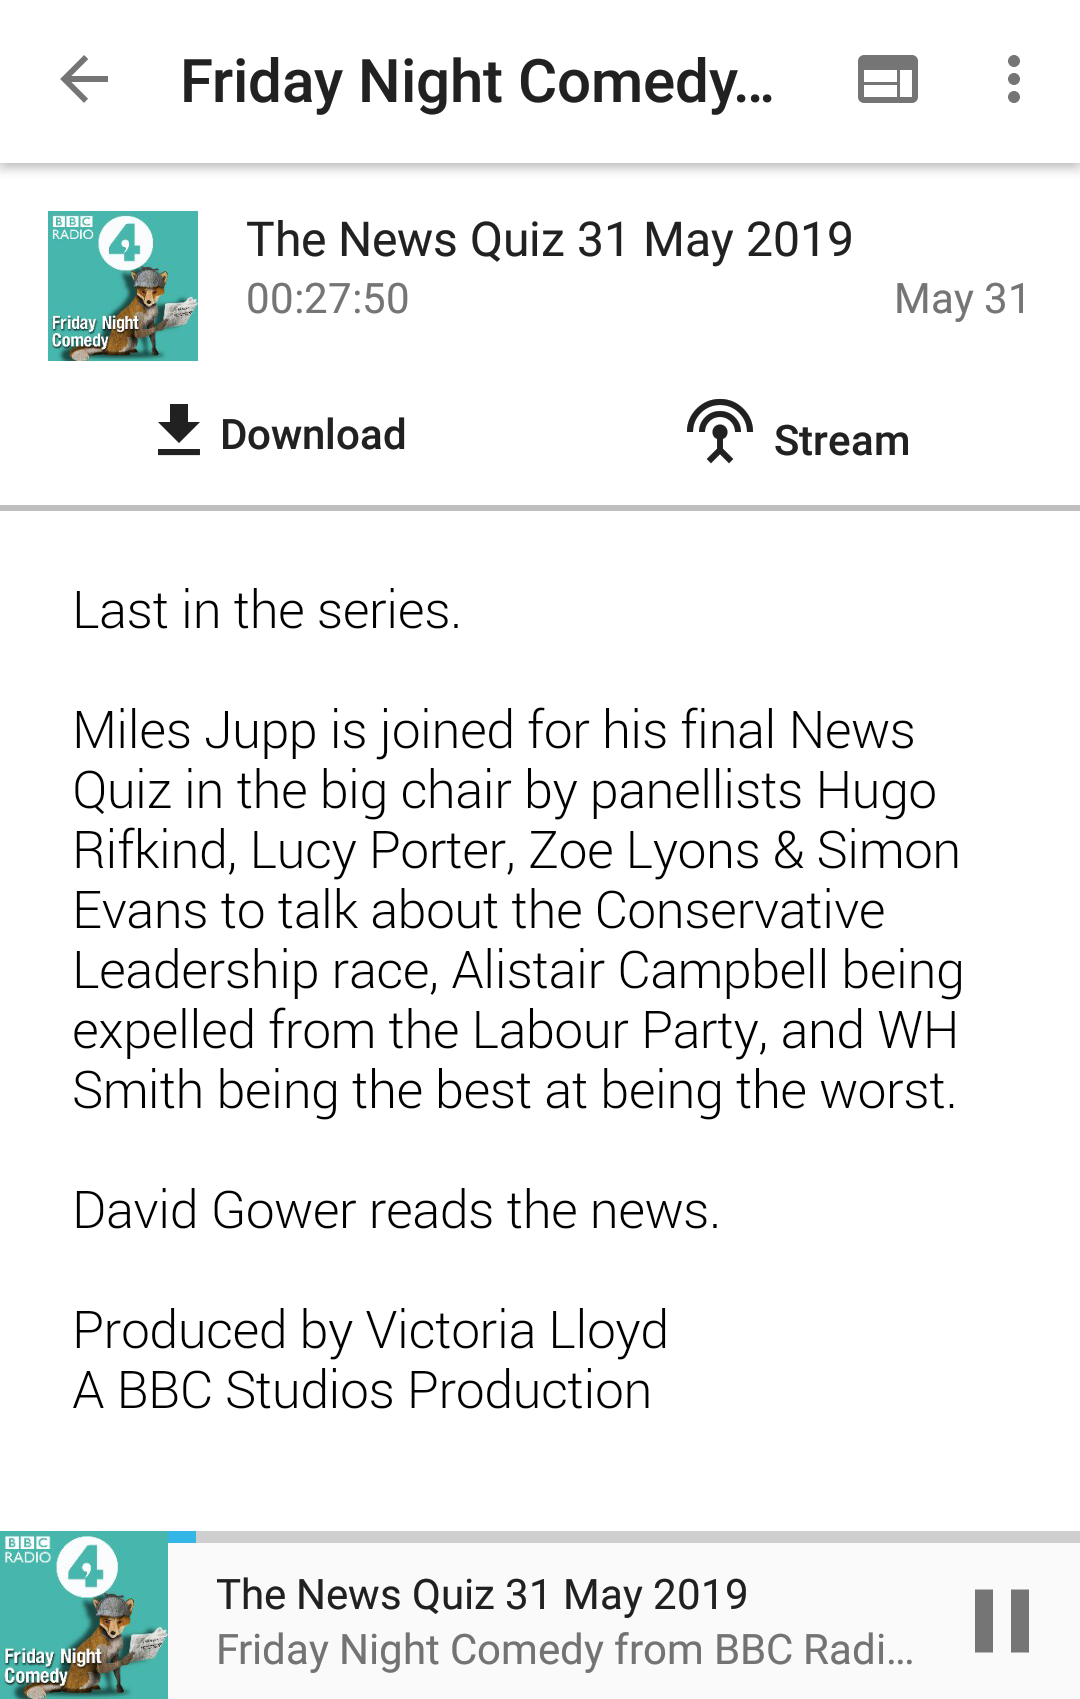 Friday Night Comedy...
BBC
RADIO 4
Friday Night
Comedy
The News Quiz 31 May 2019
00:27:50
May 31
Download
Stream
Last in the series.
Miles Jupp is joined for his final News
Quiz in the big chair by panellists Hugo
Rifkind, Lucy Porter, Zoe Lyons & Simon
Evans to talk about the Conservative
Leadership race, Alistair Campbell being
expelled from the Labour Party, and WH
Smith being the best at being the worst.
David Gower reads the news.
Produced by Victoria Lloyd
A BBC Studios Production
BBC
RADIO 4
Friday Night
Comedy
The News Quiz 31 May 2019
Friday Night Comedy from BBC Radi...